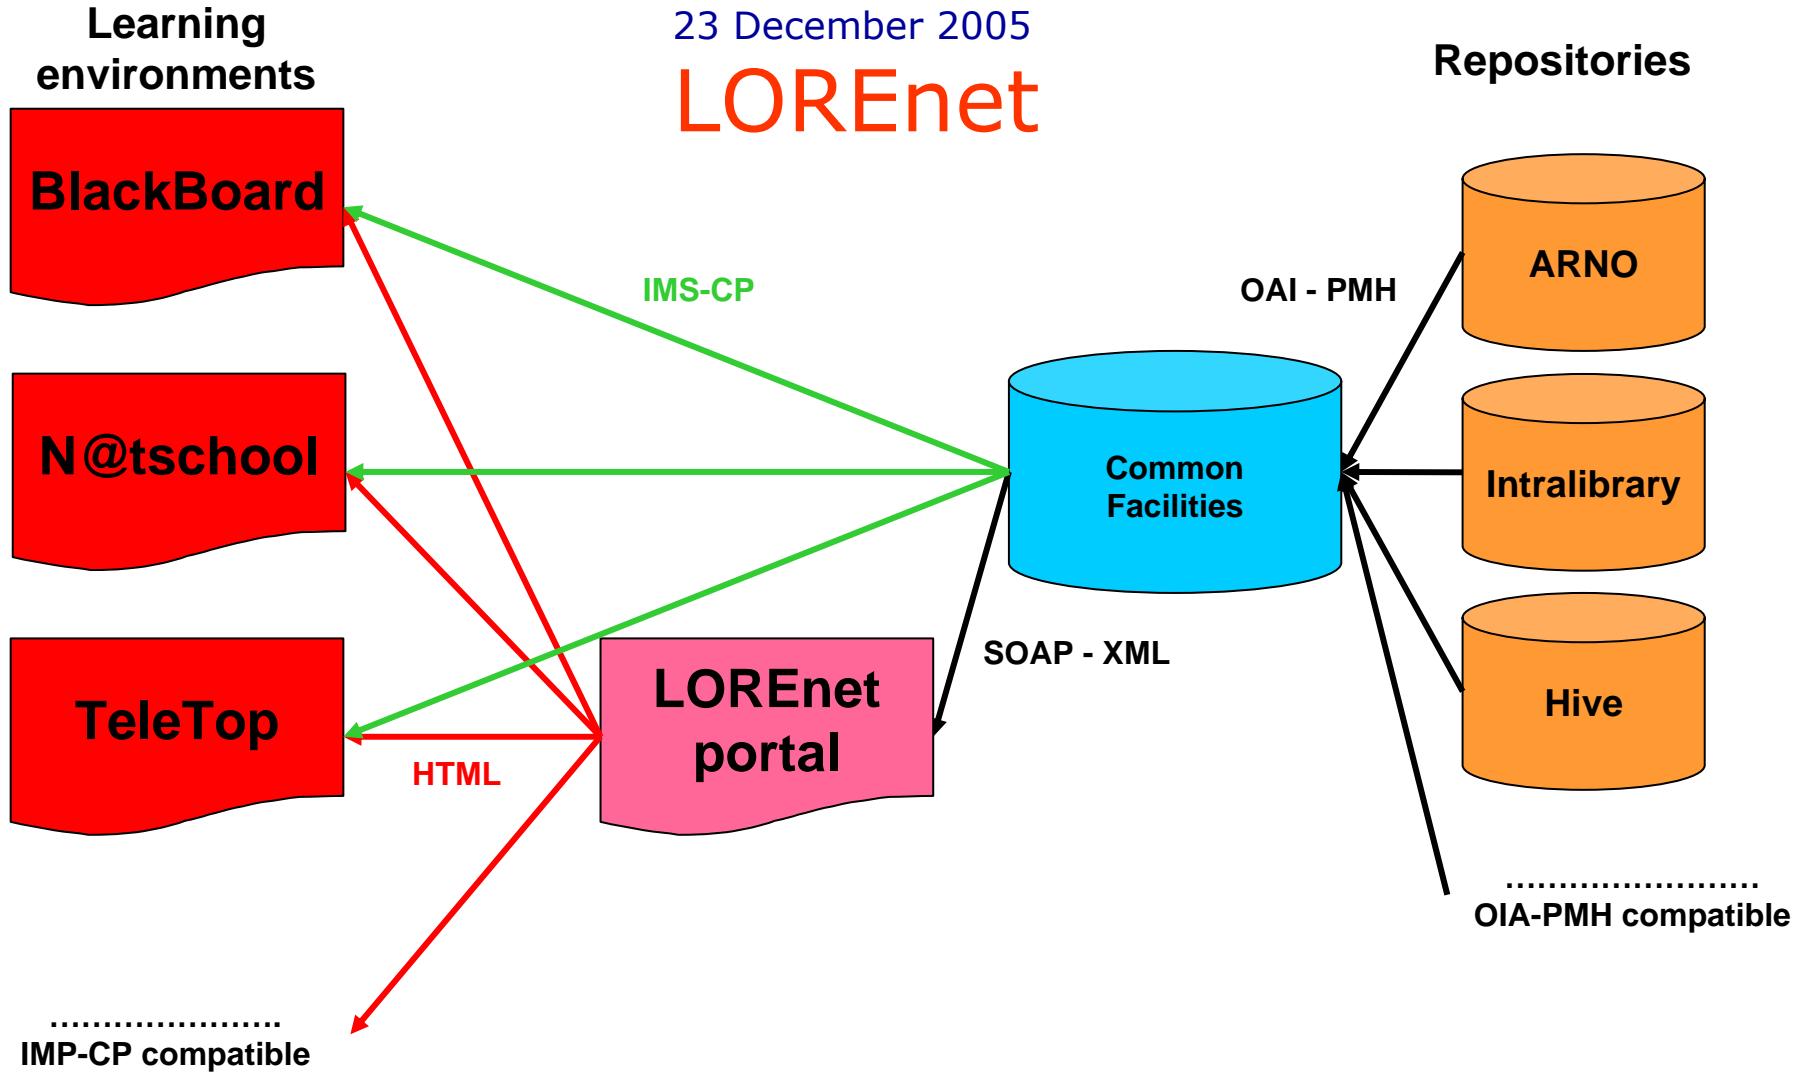 Learning
environments
23 December 2005
LOREnet
Repositories
BlackBoard
ARNO
IMS-CP
OAI - PMH
N@tschool
Common
Facilities
Intralibrary
SOAP - XML
TeleTop
LOREnet
portal
Hive
HTML
........................
OIA-PMH compatible
......................
IMP-CP compatible